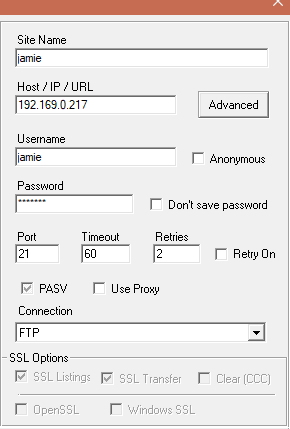 Site Name
jamie
Host / IP / URL
192.169.0.217
Advanced
Username
jamie
Anonymous
Password
*******
Don't save password
Port Timeout Retries
21 60 2 Retry On
PASV Use Proxy
Connection
FTP
SSL Options
SSL Listings SSL Transfer Clear (CCC)
OpenSSL Windows SSL